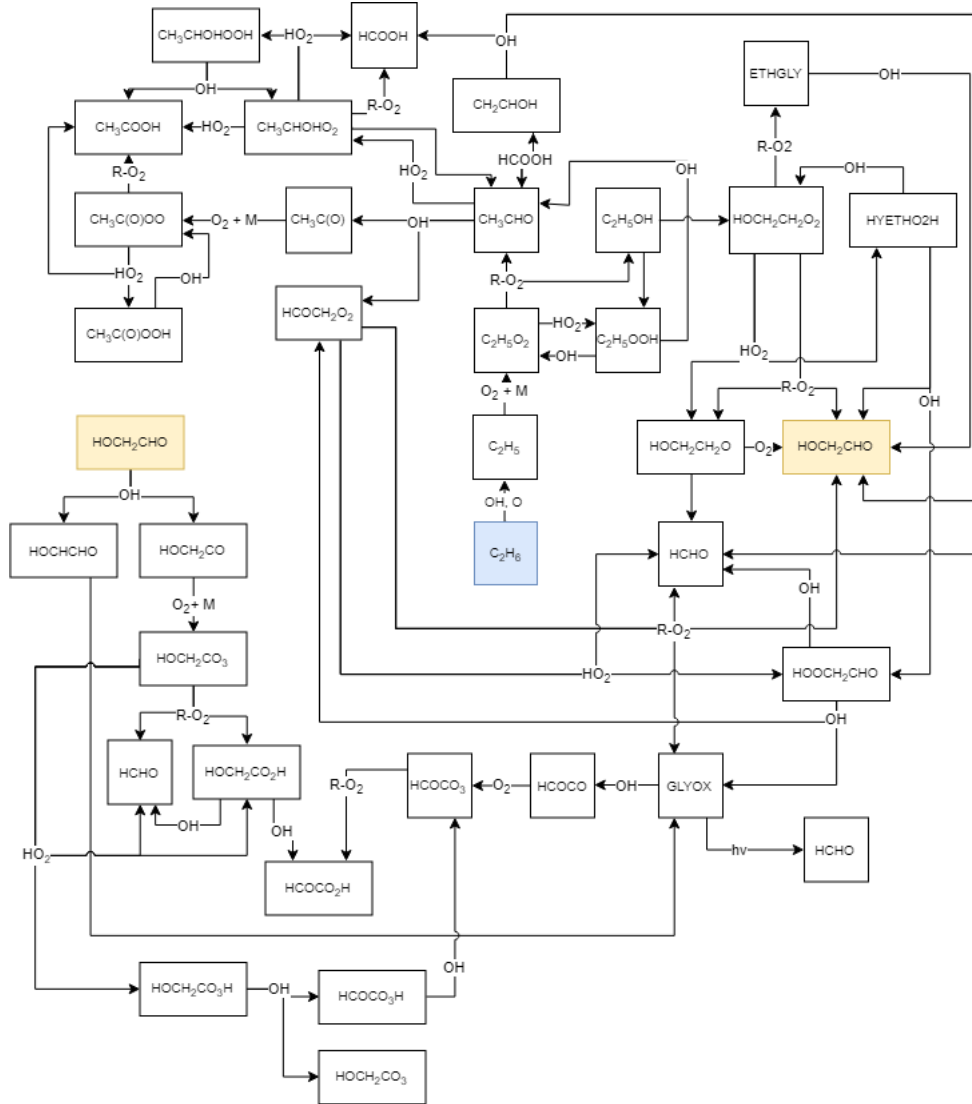 CH₃CHOHOOH
HO₂
HCOOH
OH
ETHGLY
OH
OH
R-O₂
CH₂CHOH
CH₃COOH
HO₂
CH₃CHOHO₂
HCOOH
R-O2
R-O₂
HO₂
OH
OH
CH₃C(O)OO
O₂ + M
CH₃C(O)
OH
CH₃CHO
C₂H₅OH
HOCH₂CH₂O₂
HYETHO2H
HO₂
OH
R-O₂
HCOCH₂O₂
CH₃C(O)OOH
C₂H₅O₂
HO₂
C₂H₅OOH
OH
HO₂
O₂ + M
R-O₂
OH
HOCH₂CHO
C₂H₅
HOCH₂CH₂O
O₂
HOCH₂CHO
OH
OH, O
HOCHCHO
HOCH₂CO
C₂H₆
HCHO
OH
O₂+ M
R-O₂
HOCH₂CO₃
HO₂
HOOCH₂CHO
R-O₂
OH
HCHO
HOCH₂CO₂H
R-O₂
HCOCO₃
O₂
HCOCO
OH
GLYOX
OH
OH
HO₂
hv
HCHO
HCOCO₂H
OH
HOCH₂CO₃H
OH
HCOCO₃H
HOCH₂CO₃